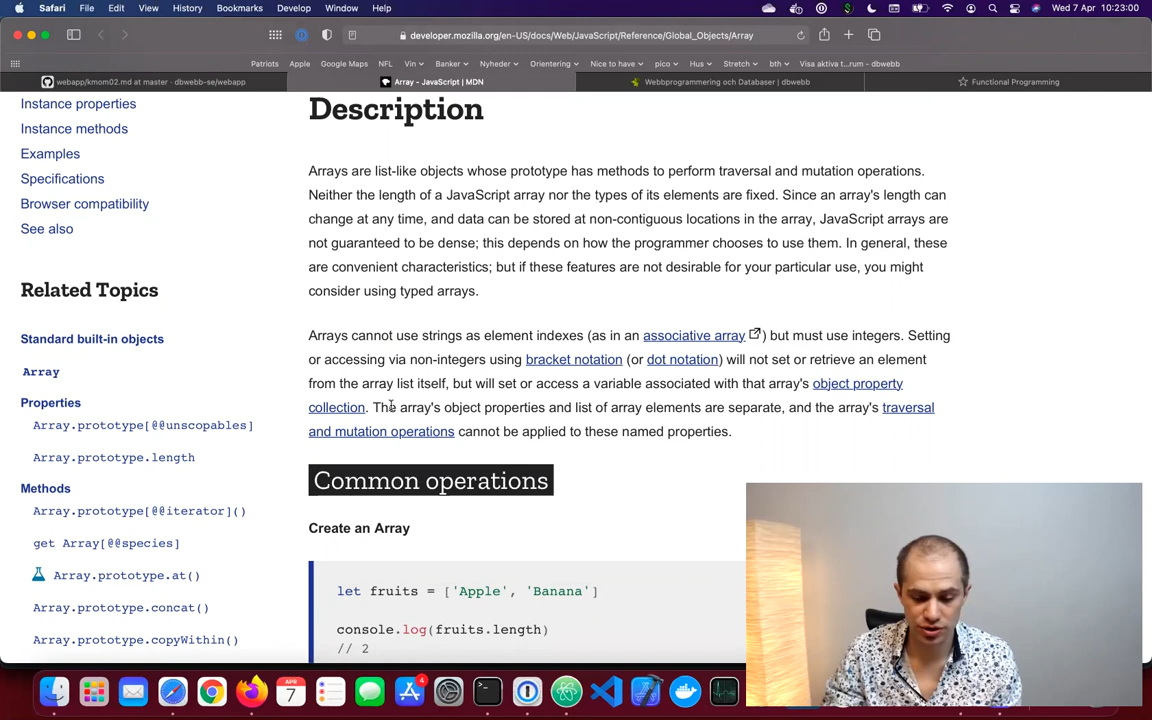 Safari File Edit View History Bookmarks Develop Window Help Wed 7 Apr 10:23:00
developer.mozilla.org/en-US/docs/Web/JavaScript/Reference/Global_Objects/Array
Patriots Apple Google Maps NFL Vin Banker Nyheder Orientering Nice to have pico Hus Stretch bth Visa aktiva t...rum - dbwebb
webapp/kmom02.md at master · dbwebb-se/webapp
Array - JavaScript | MDN
Webbprogrammering och Databaser | dbwebb
Functional Programming
Instance properties
Instance methods
Examples
Specifications
Browser compatibility
See also
Related Topics
Standard built-in objects
Array
Properties
Array.prototype[@@unscopables]
Array.prototype.length
Methods
Array.prototype[@@iterator]()
get Array[@@species]
Array.prototype.at()
Array.prototype.concat()
Array.prototype.copyWithin()
Description
Arrays are list-like objects whose prototype has methods to perform traversal and mutation operations.
Neither the length of a JavaScript array nor the types of its elements are fixed. Since an array's length can
change at any time, and data can be stored at non-contiguous locations in the array, JavaScript arrays are
not guaranteed to be dense; this depends on how the programmer chooses to use them. In general, these
are convenient characteristics; but if these features are not desirable for your particular use, you might
consider using typed arrays.
Arrays cannot use strings as element indexes (as in an associative array) but must use integers. Setting
or accessing via non-integers using bracket notation (or dot notation) will not set or retrieve an element
from the array list itself, but will set or access a variable associated with that array's object property
collection. The array's object properties and list of array elements are separate, and the array's traversal
and mutation operations cannot be applied to these named properties.
Common operations
Create an Array
let fruits = ['Apple', 'Banana']
console.log(fruits.length)
// 2
APR
7
4